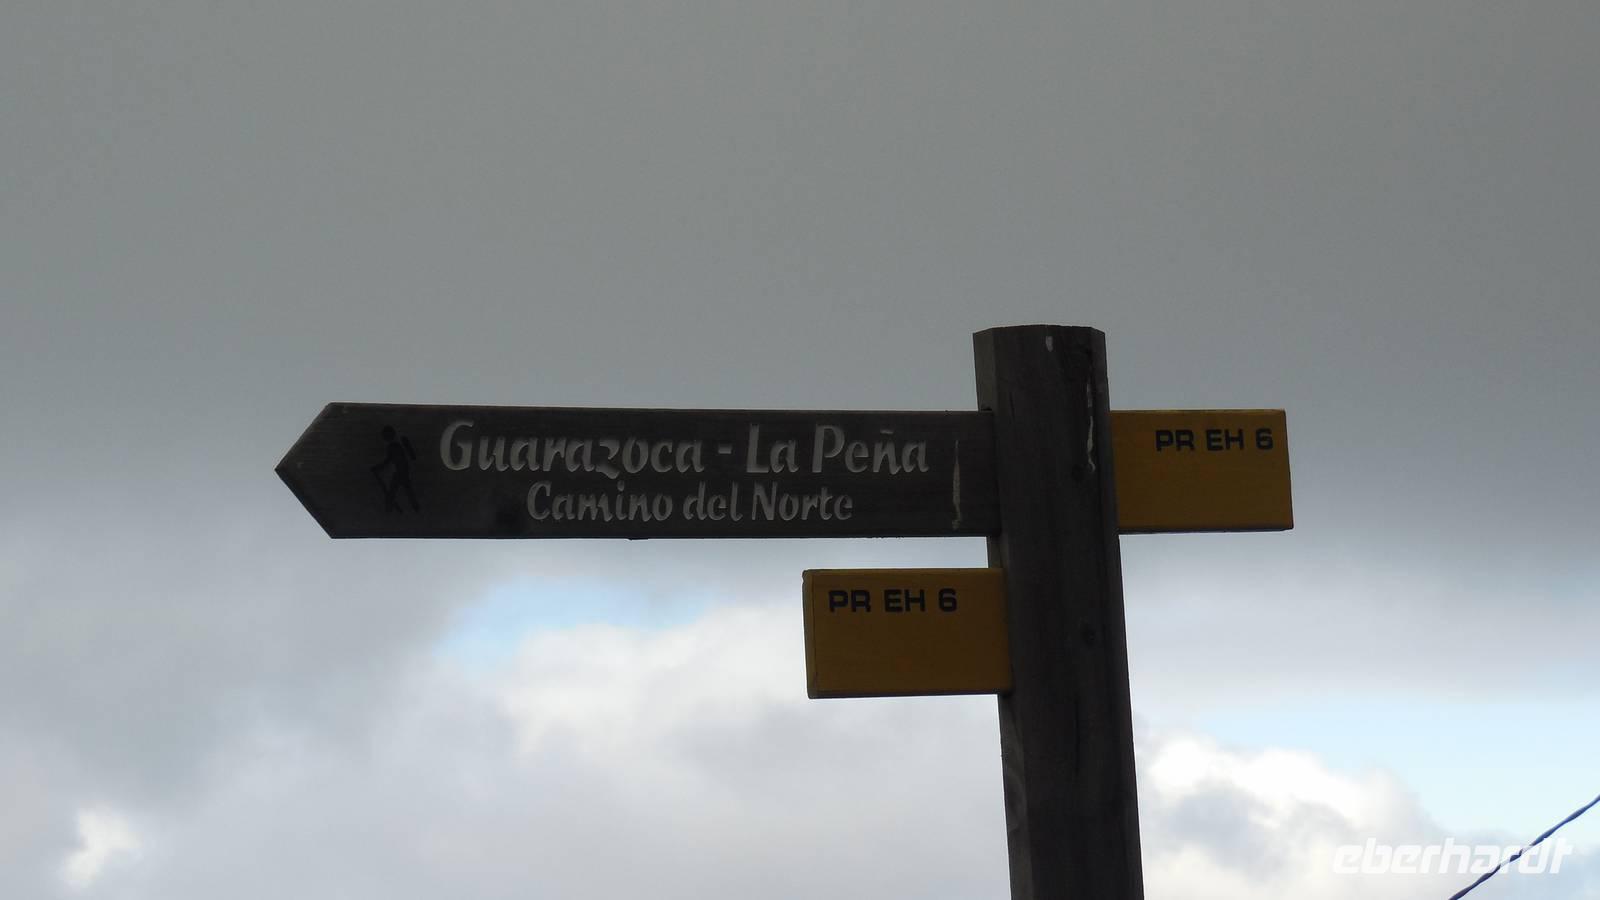 Guarazoca - La Peña
Camino del Norte
PR EH 6
PR EH 6
eberhardt